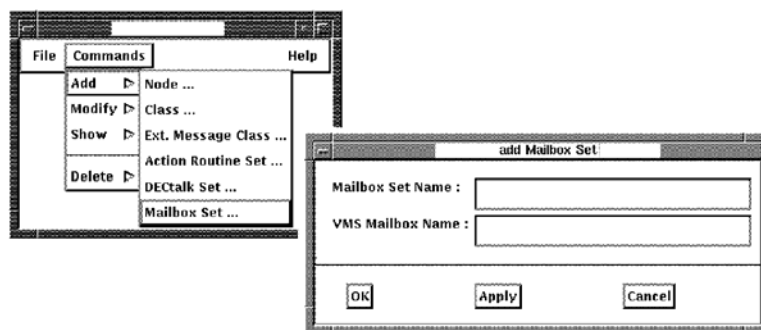 File Commands Help
Add Node ...
Modify Class ...
Show Ext. Message Class ...
Action Routine Set ...
Delete DECtalk Set ...
Mailbox Set ...
add Mailbox Set
Mailbox Set Name :
VMS Mailbox Name :
OK Apply Cancel